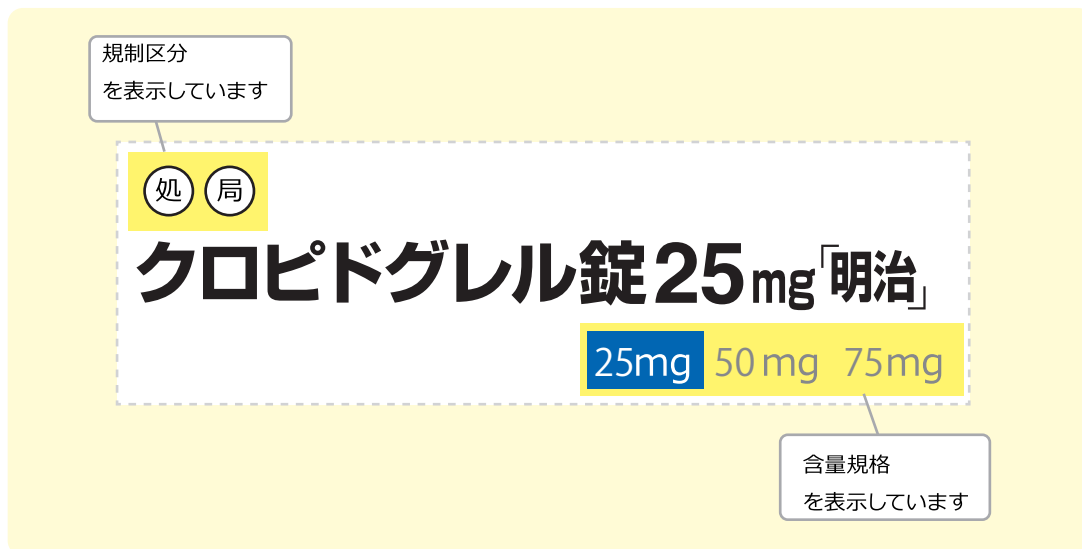 規制区分
を表示しています
処 局
クロピドグレル錠25mg「明治」
25mg 50mg 75mg
含量規格
を表示しています